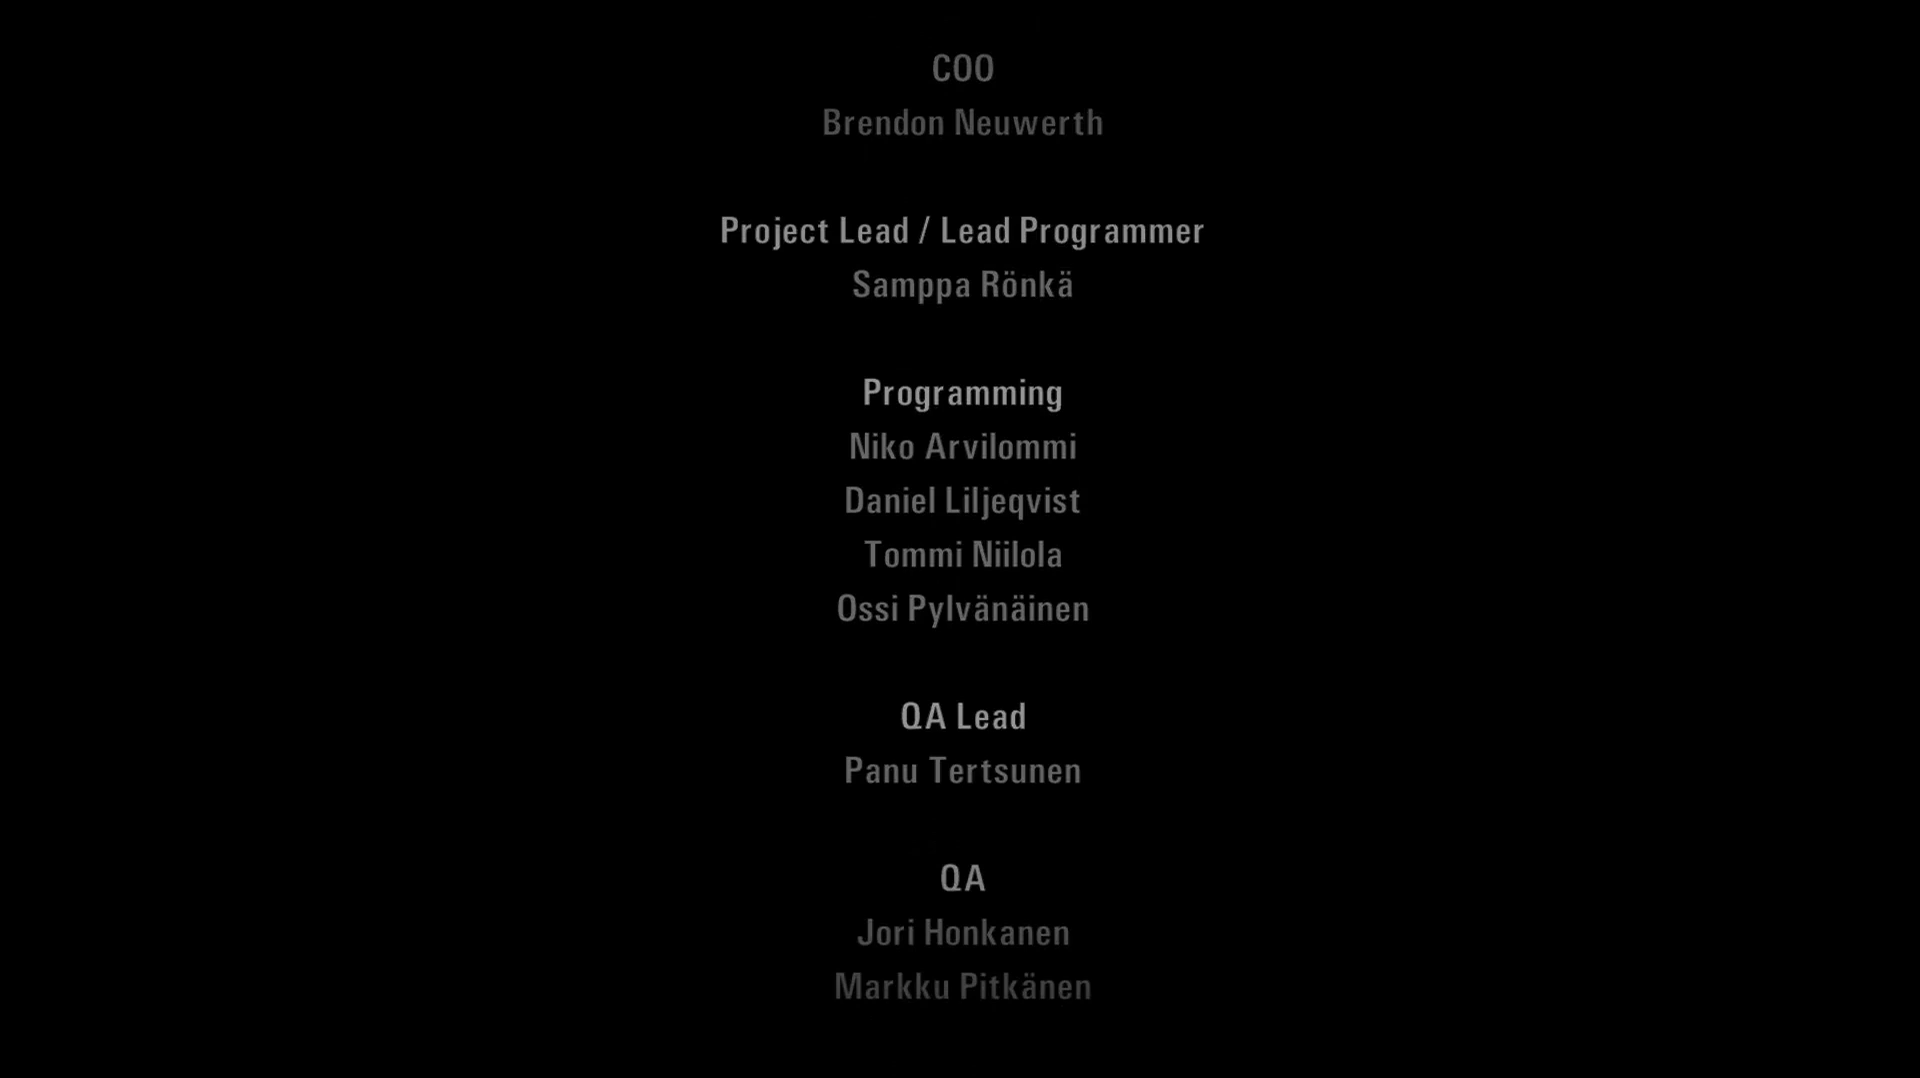 COO
Brendon Neuwerth
Project Lead / Lead Programmer
Samppa Rönkä
Programming
Niko Arvilommi
Daniel Liljeqvist
Tommi Niilola
Ossi Pylvänäinen
QA Lead
Panu Tertsunen
QA
Jori Honkanen
Markku Pitkänen